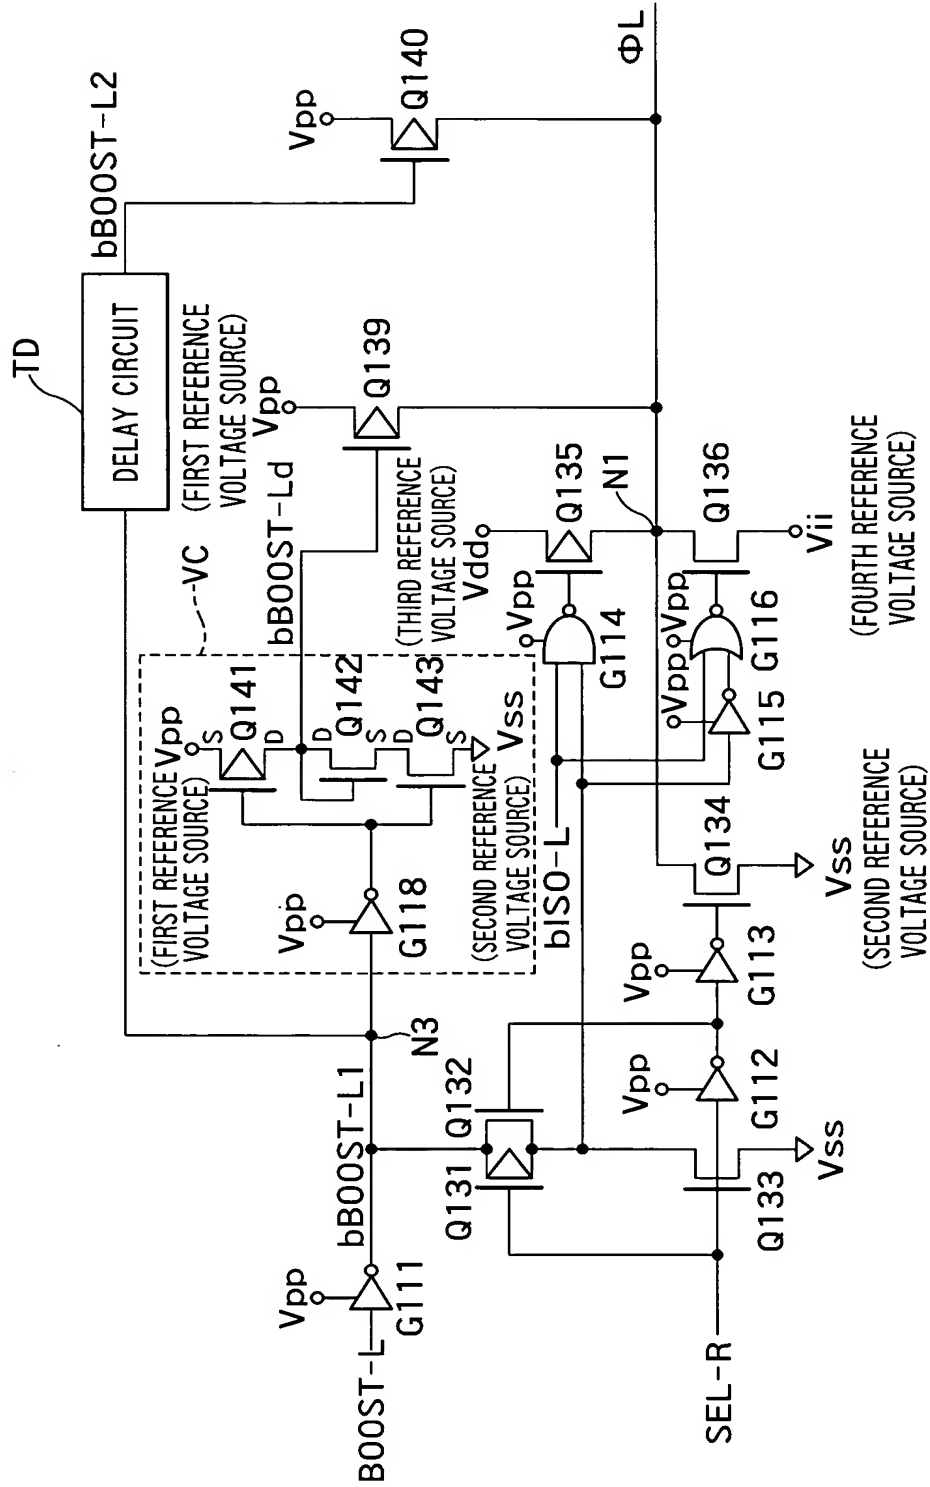 TD
DELAY CIRCUIT
bBOOST-L2
Vpp
Q140
ΦL
(FIRST REFERENCE
VOLTAGE SOURCE)
Vpp
Q139
VC
bBOOST-Ld
(FIRST REFERENCE
VOLTAGE SOURCE)
Vpp
S
Q141
D
D
Q142
S
D
Q143
S
Vss
(SECOND REFERENCE
VOLTAGE SOURCE)
Vpp
G118
(THIRD REFERENCE
VOLTAGE SOURCE)
Vdd
Q135
N1
Vpp
G114
Q136
Vii
(FOURTH REFERENCE
VOLTAGE SOURCE)
Vpp
G116
Vpp
G115
bISO-L
Q134
Vss
(SECOND REFERENCE
VOLTAGE SOURCE)
Vpp
G113
N3
bBOOST-L1
Q132
Q131
Vpp
G112
Vss
Q133
Vpp
G111
BOOST-L
SEL-R